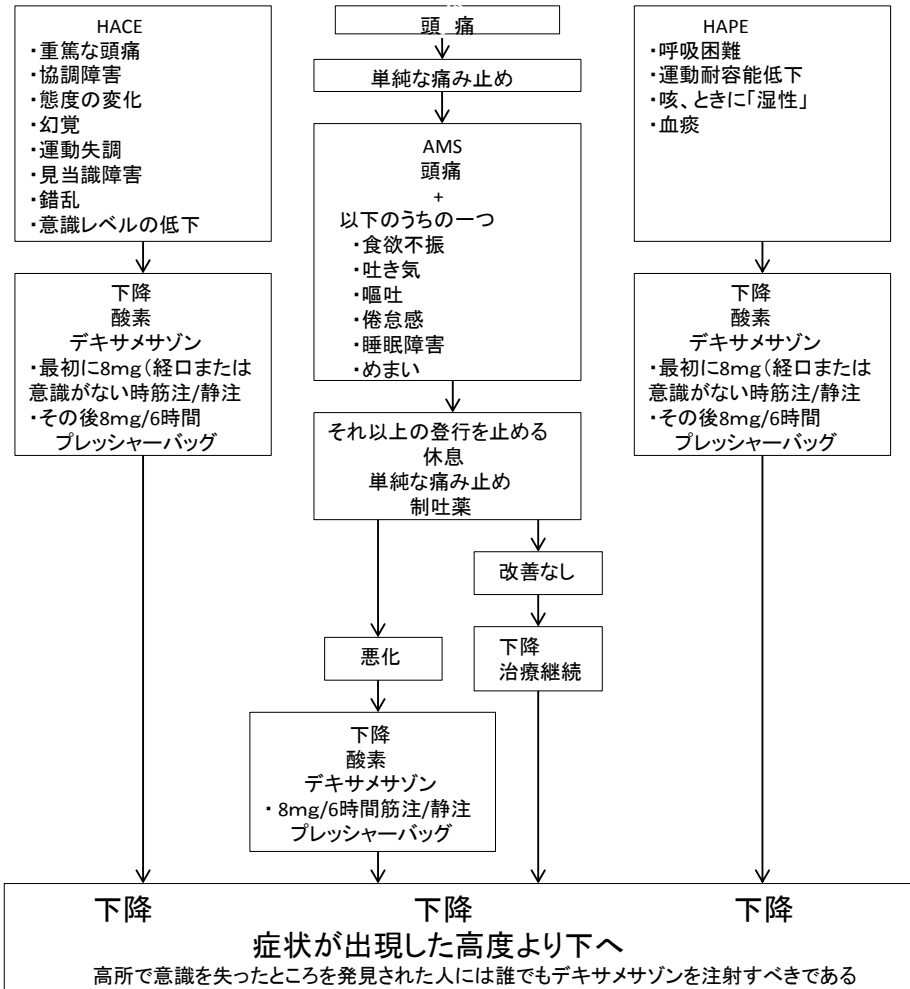 HACE
・重篤な頭痛
・協調障害
・態度の変化
・幻覚
・運動失調
・見当識障害
・錯乱
・意識レベルの低下
下降
酸素
デキサメサゾン
・最初に8mg(経口または
意識がない時筋注/静注
・その後8mg/6時間
プレッシャーバッグ
頭 痛
単純な痛み止め
AMS
頭痛
+
以下のうちの一つ
・食欲不振
・吐き気
・嘔吐
・倦怠感
・睡眠障害
・めまい
それ以上の登行を止める
休息
単純な痛み止め
制吐薬
改善なし
下降
治療継続
悪化
下降
酸素
デキサメサゾン
・8mg/6時間筋注/静注
プレッシャーバッグ
HAPE
・呼吸困難
・運動耐容能低下
・咳、ときに「湿性」
・血痰
下降
酸素
デキサメサゾン
・最初に8mg(経口または
意識がない時筋注/静注
・その後8mg/6時間
プレッシャーバッグ
下降 下降 下降
症状が出現した高度より下へ
高所で意識を失ったところを発見された人には誰でもデキサメサゾンを注射すべきである